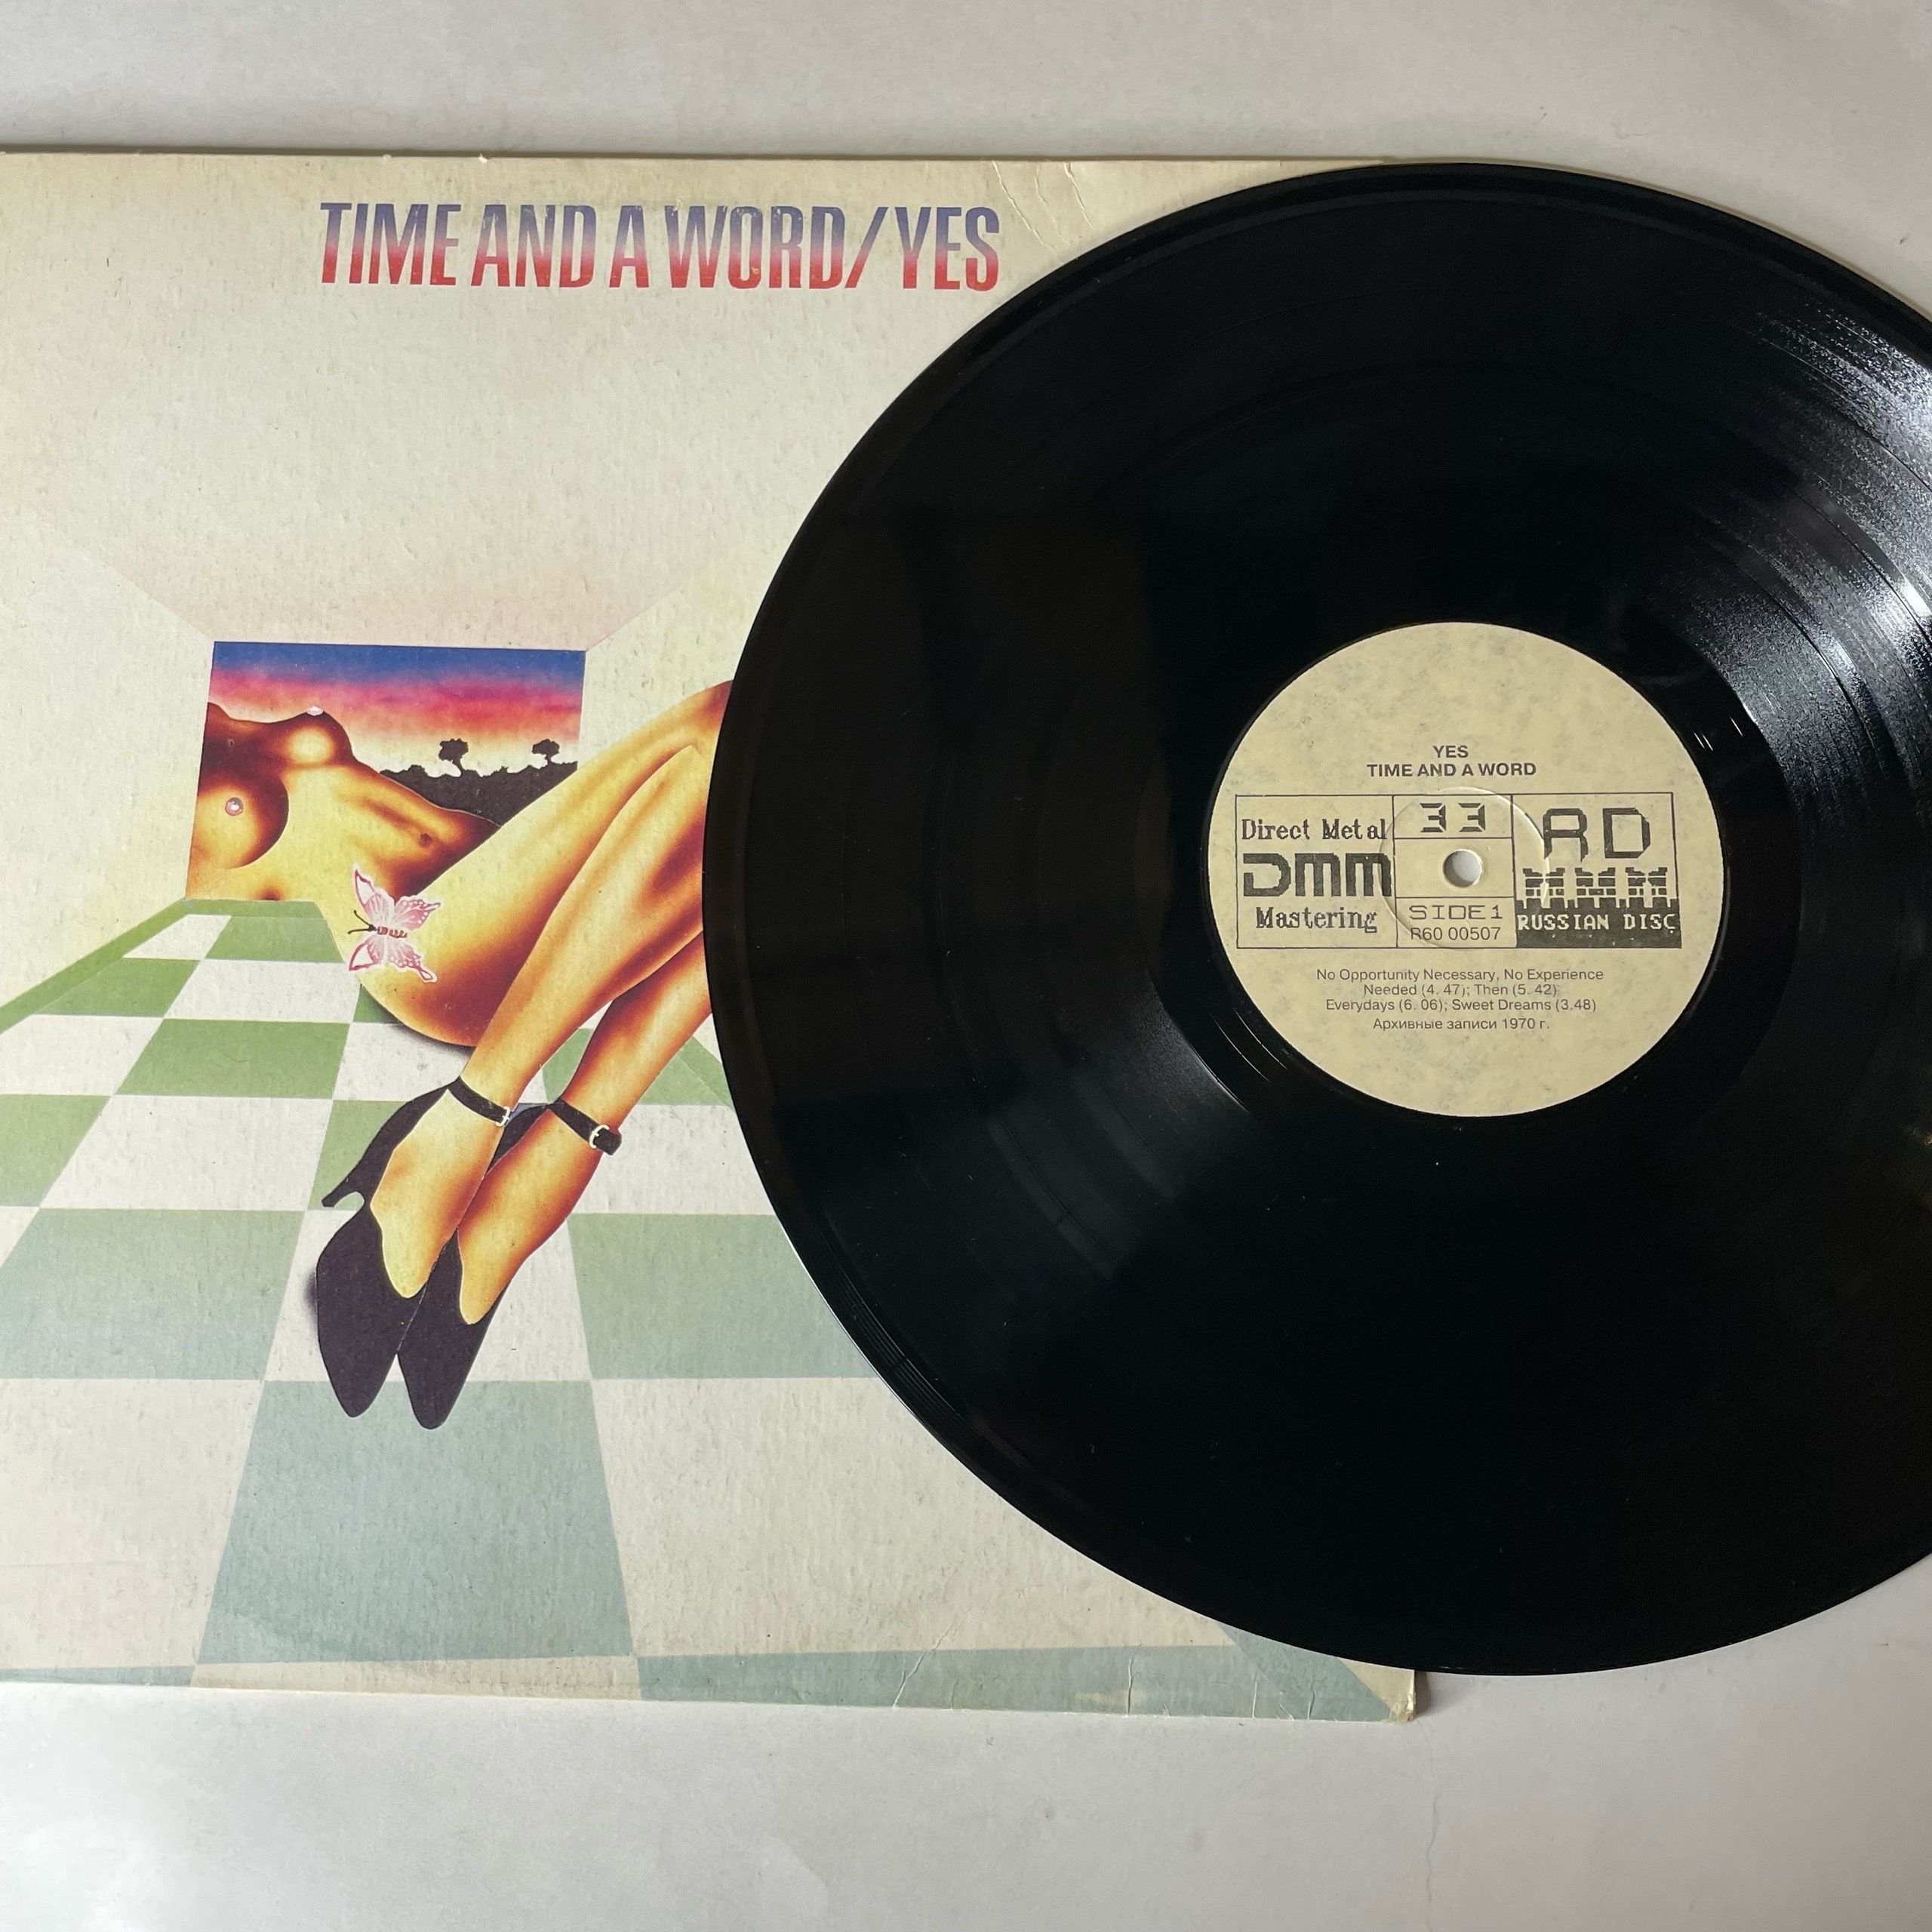 TIME AND A WORD/YES
YES
TIME AND A WORD
Direct Metal
DMM
Mastering
33
SIDE 1
R60 00507
RD
RUSSIAN DISC
No Opportunity Necessary, No Experience
Needed (4. 47); Then (5. 42)
Everydays (6. 06); Sweet Dreams (3.48)
Архивные записи 1970 г.